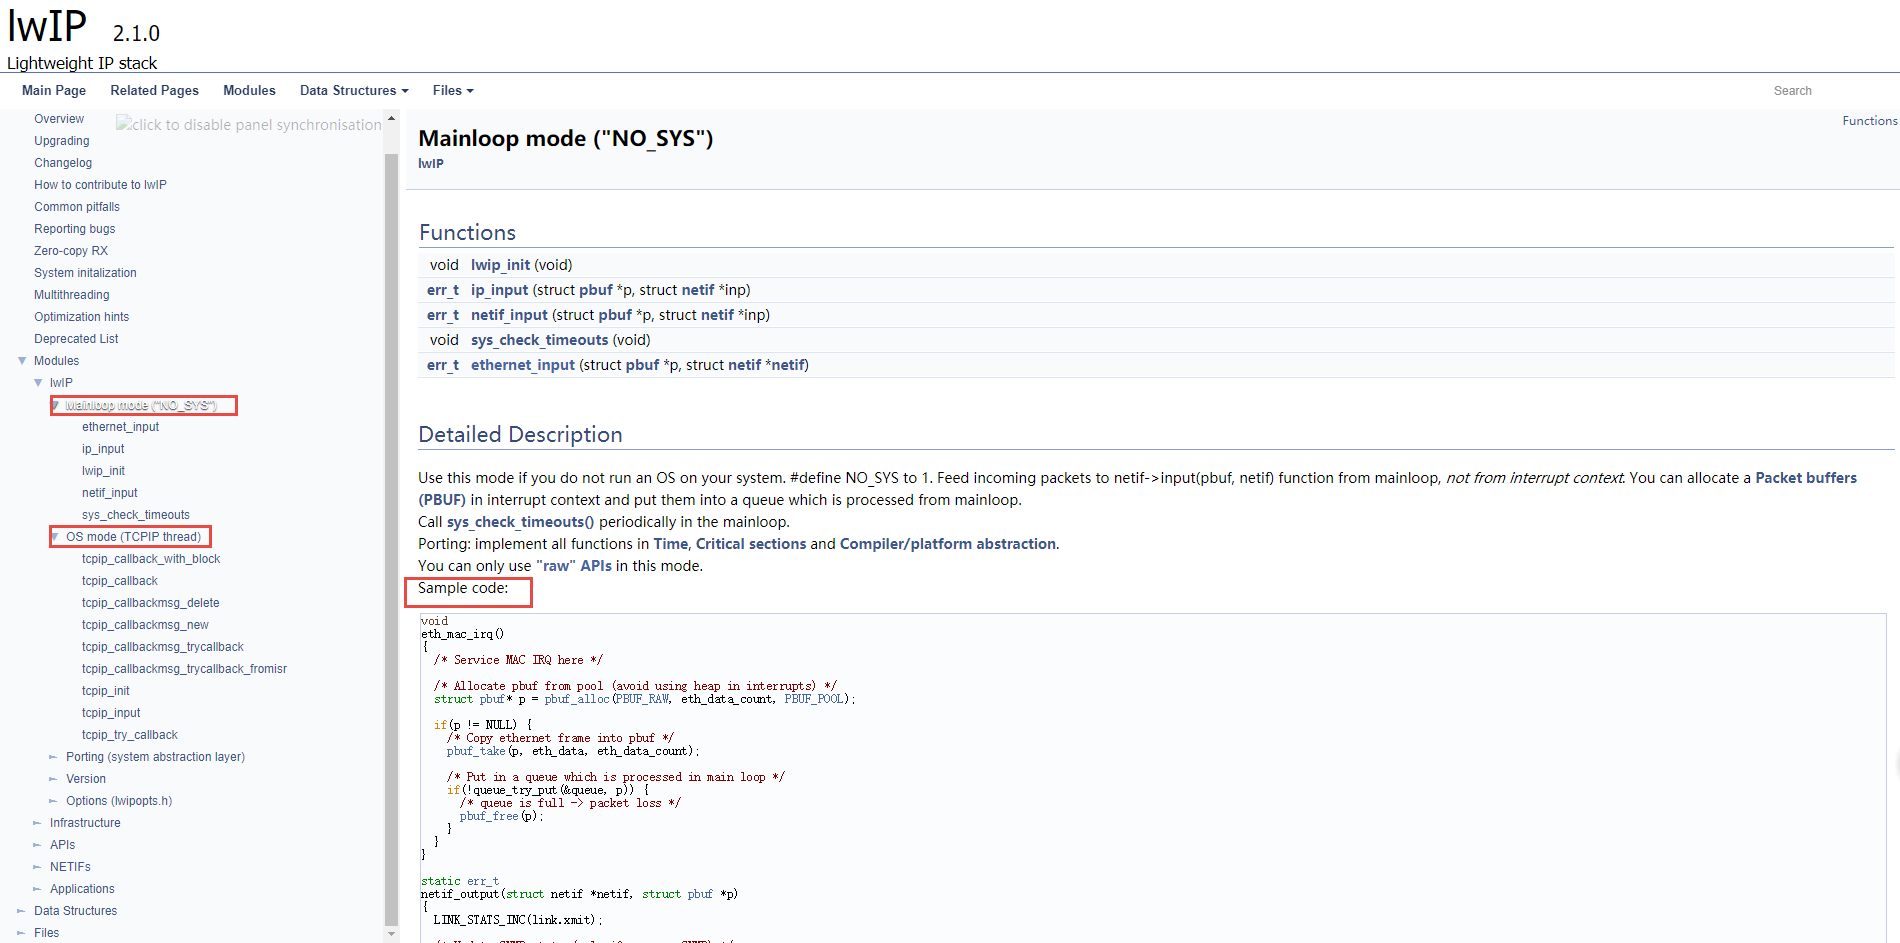 lwIP 2.1.0
Lightweight IP stack
Main Page Related Pages Modules Data Structures Files Search
Overview
click to disable panel synchronisation
Upgrading
Changelog
How to contribute to lwIP
Common pitfalls
Reporting bugs
Zero-copy RX
System initalization
Multithreading
Optimization hints
Deprecated List
Modules
lwIP
Mainloop mode ("NO_SYS")
ethernet_input
ip_input
lwip_init
netif_input
sys_check_timeouts
OS mode (TCPIP thread)
tcpip_callback_with_block
tcpip_callback
tcpip_callbackmsg_delete
tcpip_callbackmsg_new
tcpip_callbackmsg_trycallback
tcpip_callbackmsg_trycallback_fromisr
tcpip_init
tcpip_input
tcpip_try_callback
Porting (system abstraction layer)
Version
Options (lwipopts.h)
Infrastructure
APIs
NETIFs
Applications
Data Structures
Files
Functions
Mainloop mode ("NO_SYS")
lwIP
Functions
void lwip_init (void)
err_t ip_input (struct pbuf *p, struct netif *inp)
err_t netif_input (struct pbuf *p, struct netif *inp)
void sys_check_timeouts (void)
err_t ethernet_input (struct pbuf *p, struct netif *netif)
Detailed Description
Use this mode if you do not run an OS on your system. #define NO_SYS to 1. Feed incoming packets to netif->input(pbuf, netif) function from mainloop, not from interrupt context. You can allocate a Packet buffers
(PBUF) in interrupt context and put them into a queue which is processed from mainloop.
Call sys_check_timeouts() periodically in the mainloop.
Porting: implement all functions in Time, Critical sections and Compiler/platform abstraction.
You can only use "raw" APIs in this mode.
Sample code:
void
eth_mac_irq()
{
/* Service MAC IRQ here */
/* Allocate pbuf from pool (avoid using heap in interrupts) */
struct pbuf* p = pbuf_alloc(PBUF_RAW, eth_data_count, PBUF_POOL);
if(p != NULL) {
/* Copy ethernet frame into pbuf */
pbuf_take(p, eth_data, eth_data_count);
/* Put in a queue which is processed in main loop */
if(!queue_try_put(&queue, p)) {
/* queue is full -> packet loss */
pbuf_free(p);
}
}
}
static err_t
netif_output(struct netif *netif, struct pbuf *p)
{
LINK_STATS_INC(link.xmit);